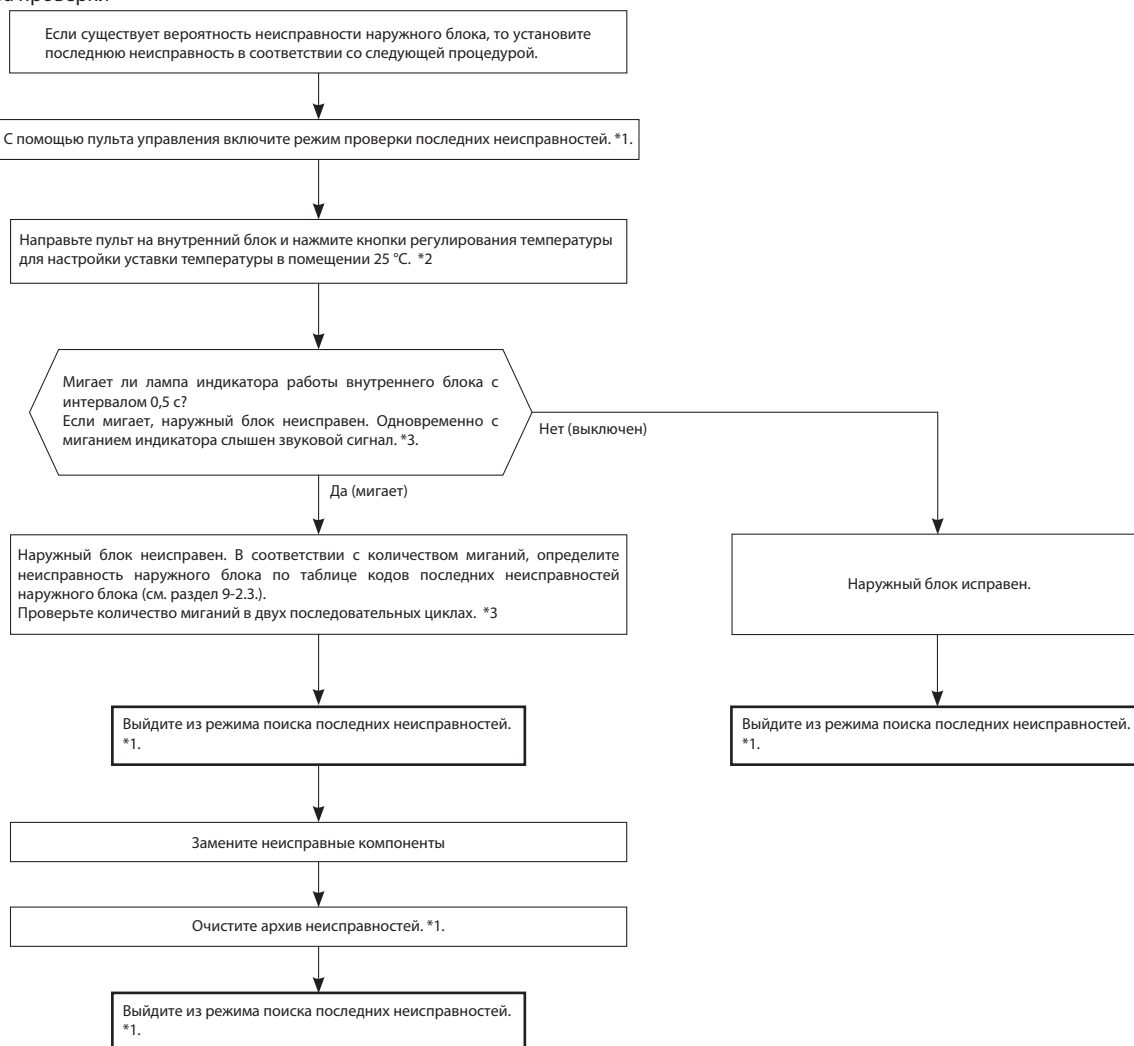 Если существует вероятность неисправности наружного блока, то установите
последнюю неисправность в соответствии со следующей процедурой.
С помощью пульта управления включите режим проверки последних неисправностей. *1.
Направьте пульт на внутренний блок и нажмите кнопки регулирования температуры
для настройки уставки температуры в помещении 25 °C. *2
Мигает ли лампа индикатора работы внутреннего блока с
интервалом 0,5 с?
Если мигает, наружный блок неисправен. Одновременно с
миганием индикатора слышен звуковой сигнал. *3.
Нет (выключен)
Да (мигает)
Наружный блок неисправен. В соответствии с количеством миганий, определите
неисправность наружного блока по таблице кодов последних неисправностей
наружного блока (см. раздел 9-2.3.).
Проверьте количество миганий в двух последовательных циклах. *3
Наружный блок исправен.
Выйдите из режима поиска последних неисправностей.
*1.
Выйдите из режима поиска последних неисправностей.
*1.
Замените неисправные компоненты
Очистите архив неисправностей. *1.
Выйдите из режима поиска последних неисправностей.
*1.